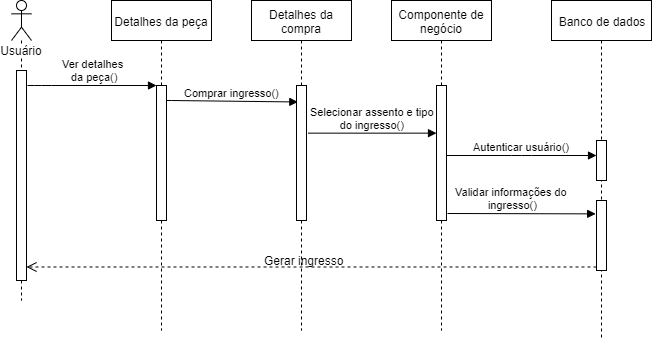 Usuário
Detalhes da peça
Detalhes da
compra
Componente de
negócio
Banco de dados
Ver detalhes
da peça()
Comprar ingresso()
Selecionar assento e tipo
do ingresso()
Autenticar usuário()
Validar informações do
ingresso()
Gerar ingresso